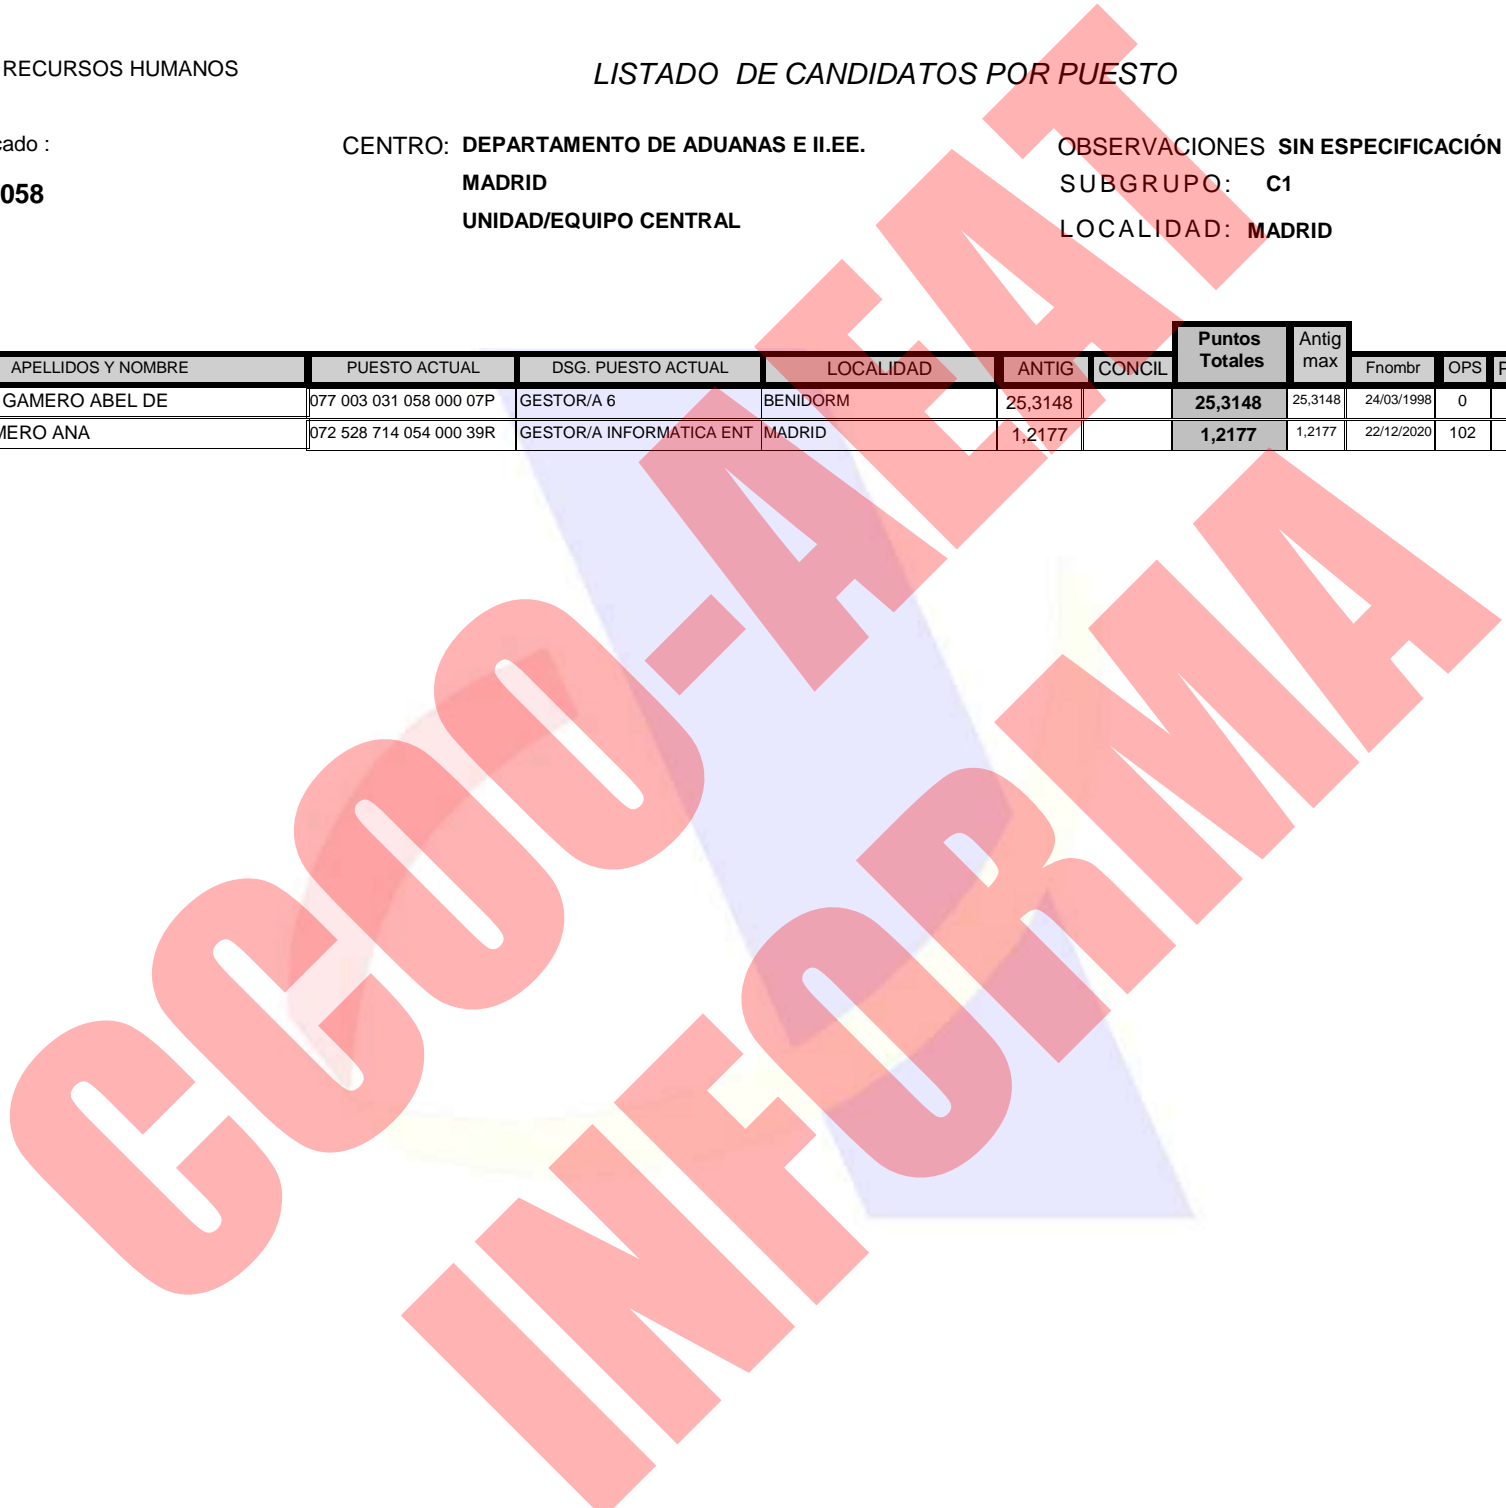 RECURSOS HUMANOS
LISTADO DE CANDIDATOS POR PUESTO
cado :
CENTRO: DEPARTAMENTO DE ADUANAS E II.EE.
OBSERVACIONES SIN ESPECIFICACIÓN
058
MADRID
SUBGRUPO: C1
UNIDAD/EQUIPO CENTRAL
LOCALIDAD: MADRID
APELLIDOS Y NOMBRE PUESTO ACTUAL DSG. PUESTO ACTUAL LOCALIDAD ANTIG CONCIL Puntos Totales Antig max Fnombr OPS P
GAMERO ABEL DE 077 003 031 058 000 07P GESTOR/A 6 BENIDORM 25,3148 25,3148 25,3148 24/03/1998 0
MERO ANA 072 528 714 054 000 39R GESTOR/A INFORMATICA ENT MADRID 1,2177 1,2177 1,2177 22/12/2020 102
CCOO-AEAT
INFORMA